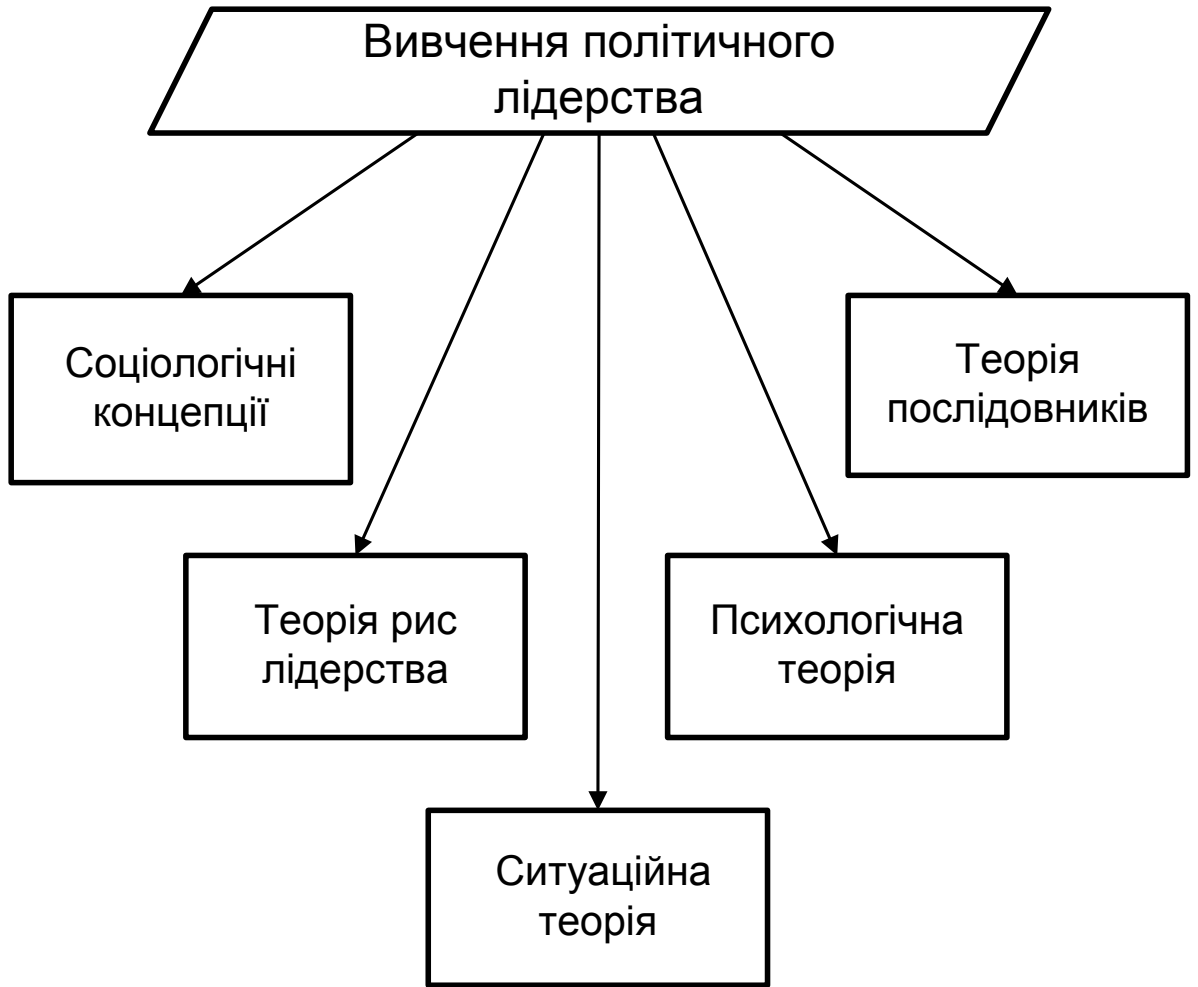 Вивчення політичного
лідерства
Соціологічні
концепції
Теорія
послідовників
Теорія рис
лідерства
Психологічна
теорія
Ситуаційна
теорія